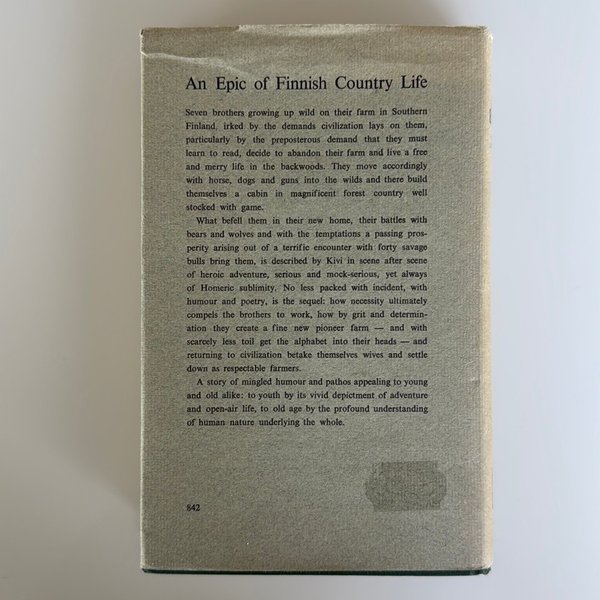 An Epic of Finnish Country Life
Seven brothers growing up wild on their farm in Southern
Finland, irked by the demands civilization lays on them,
particularly by the preposterous demand that they must
learn to read, decide to abandon their farm and live a free
and merry life in the backwoods. They move accordingly
with horse, dogs and guns into the wilds and there build
themselves a cabin in magnificent forest country well
stocked with game.
What befell them in their new home, their battles with
bears and wolves and with the temptations a passing pros-
perity arising out of a terrific encounter with forty savage
bulls bring them, is described by Kivi in scene after scene
of heroic adventure, serious and mock-serious, yet always
of Homeric sublimity. No less packed with incident, with
humour and poetry, is the sequel: how necessity ultimately
compels the brothers to work, how by grit and determin-
ation they create a fine new pioneer farm — and with
scarcely less toil get the alphabet into their heads — and
returning to civilization betake themselves wives and settle
down as respectable farmers.
A story of mingled humour and pathos appealing to young
and old alike: to youth by its vivid depictment of adventure
and open-air life, to old age by the profound understanding
of human nature underlying the whole.
842